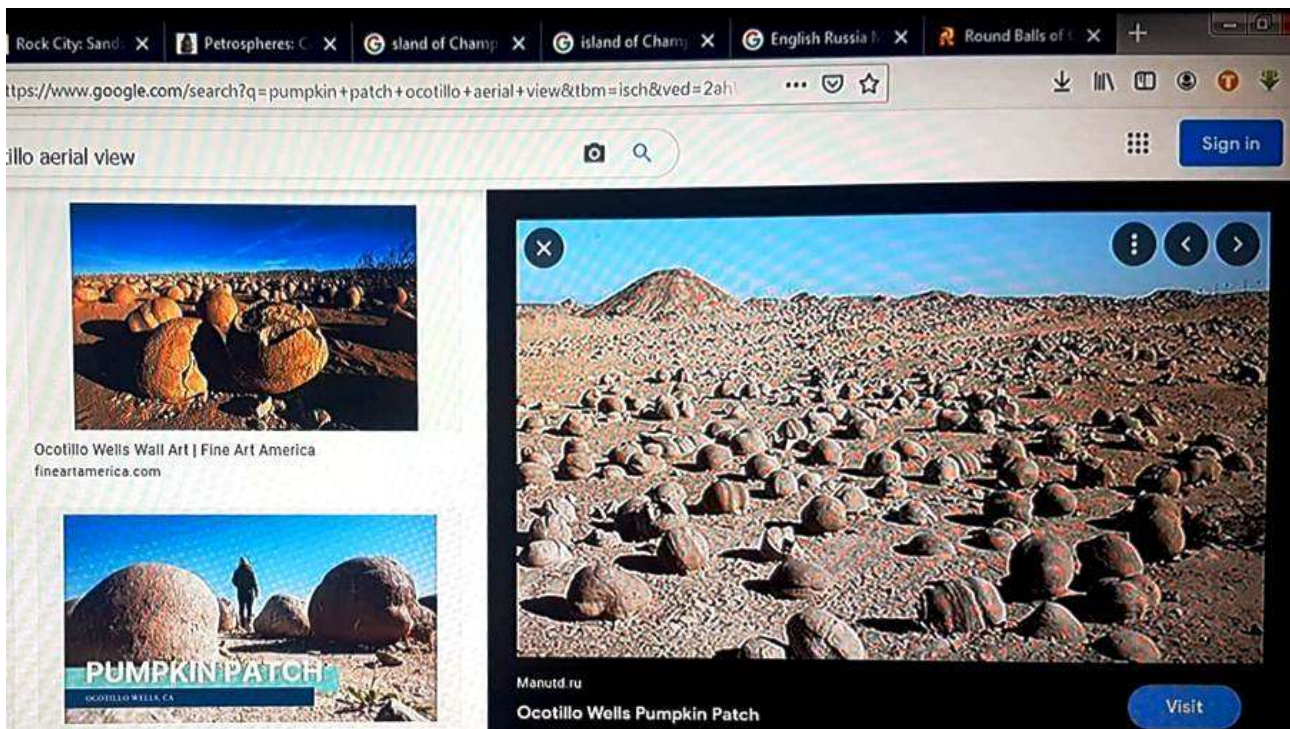 Rock City: Sand
Petrospheres: C
sland of Champ
island of Champ
English Russia
Round Balls of
ttps://www.google.com/search?q=pumpkin+patch+ocotillo+aerial+view&tbm=isch&ved=2ah
tillo aerial view
Sign in
Ocotillo Wells Wall Art | Fine Art America
fineartamerica.com
PUMPKIN PATCH
OCOTILLO WELLS, CA
Manutd.ru
Ocotillo Wells Pumpkin Patch
Visit